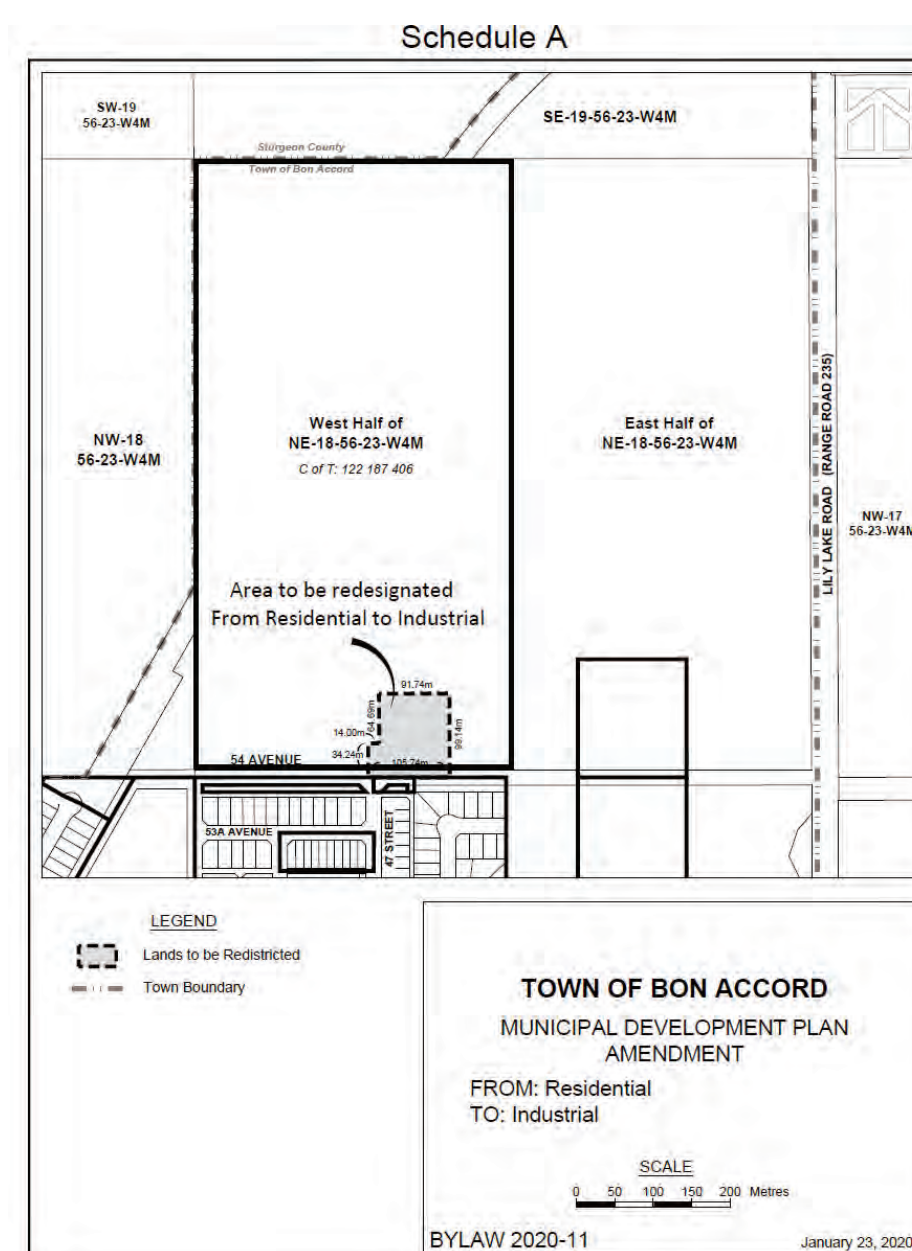 Schedule A
SW-19
56-23-W4M
SE-19-56-23-W4M
Sturgeon County
Town of Bon Accord
NW-18
56-23-W4M
West Half of
NE-18-56-23-W4M
C of T: 122 187 406
East Half of
NE-18-56-23-W4M
LILY LAKE ROAD (RANGE ROAD 235)
NW-17
56-23-W4M
Area to be redesignated
From Residential to Industrial
91.74m
64.69m
99.14m
14.00m
34.24m
105.74m
54 AVENUE
53A AVENUE
47 STREET
LEGEND
Lands to be Redistricted
Town Boundary
TOWN OF BON ACCORD
MUNICIPAL DEVELOPMENT PLAN
AMENDMENT
FROM: Residential
TO: Industrial
SCALE
0 50 100 150 200 Metres
BYLAW 2020-11
January 23, 2020